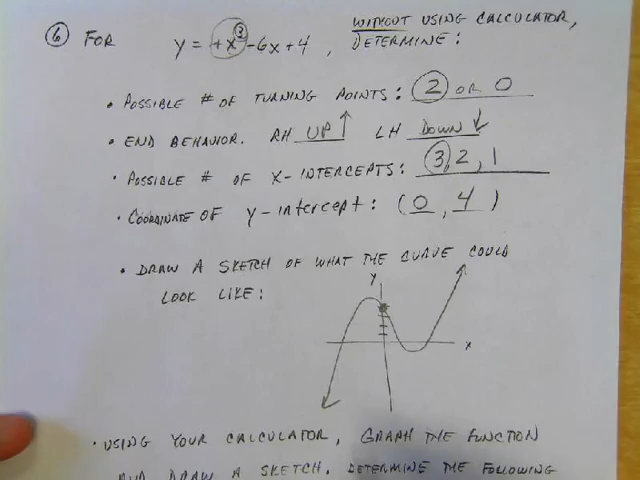 ⑥ FOR y = +x³-6x+4, WITHOUT USING CALCULATOR,
DETERMINE:
• POSSIBLE # OF TURNING POINTS: 2 OR 0
• END BEHAVIOR. RH UP ↑ LH DOWN ↓
• POSSIBLE # OF X-INTERCEPTS: 3, 2, 1
• COORDINATE OF Y-intercept: (0, 4)
• DRAW A SKETCH OF WHAT THE CURVE COULD
LOOK LIKE:
y
x
• USING YOUR CALCULATOR, GRAPH THE FUNCTION
AND DRAW A SKETCH. DETERMINE THE FOLLOWING